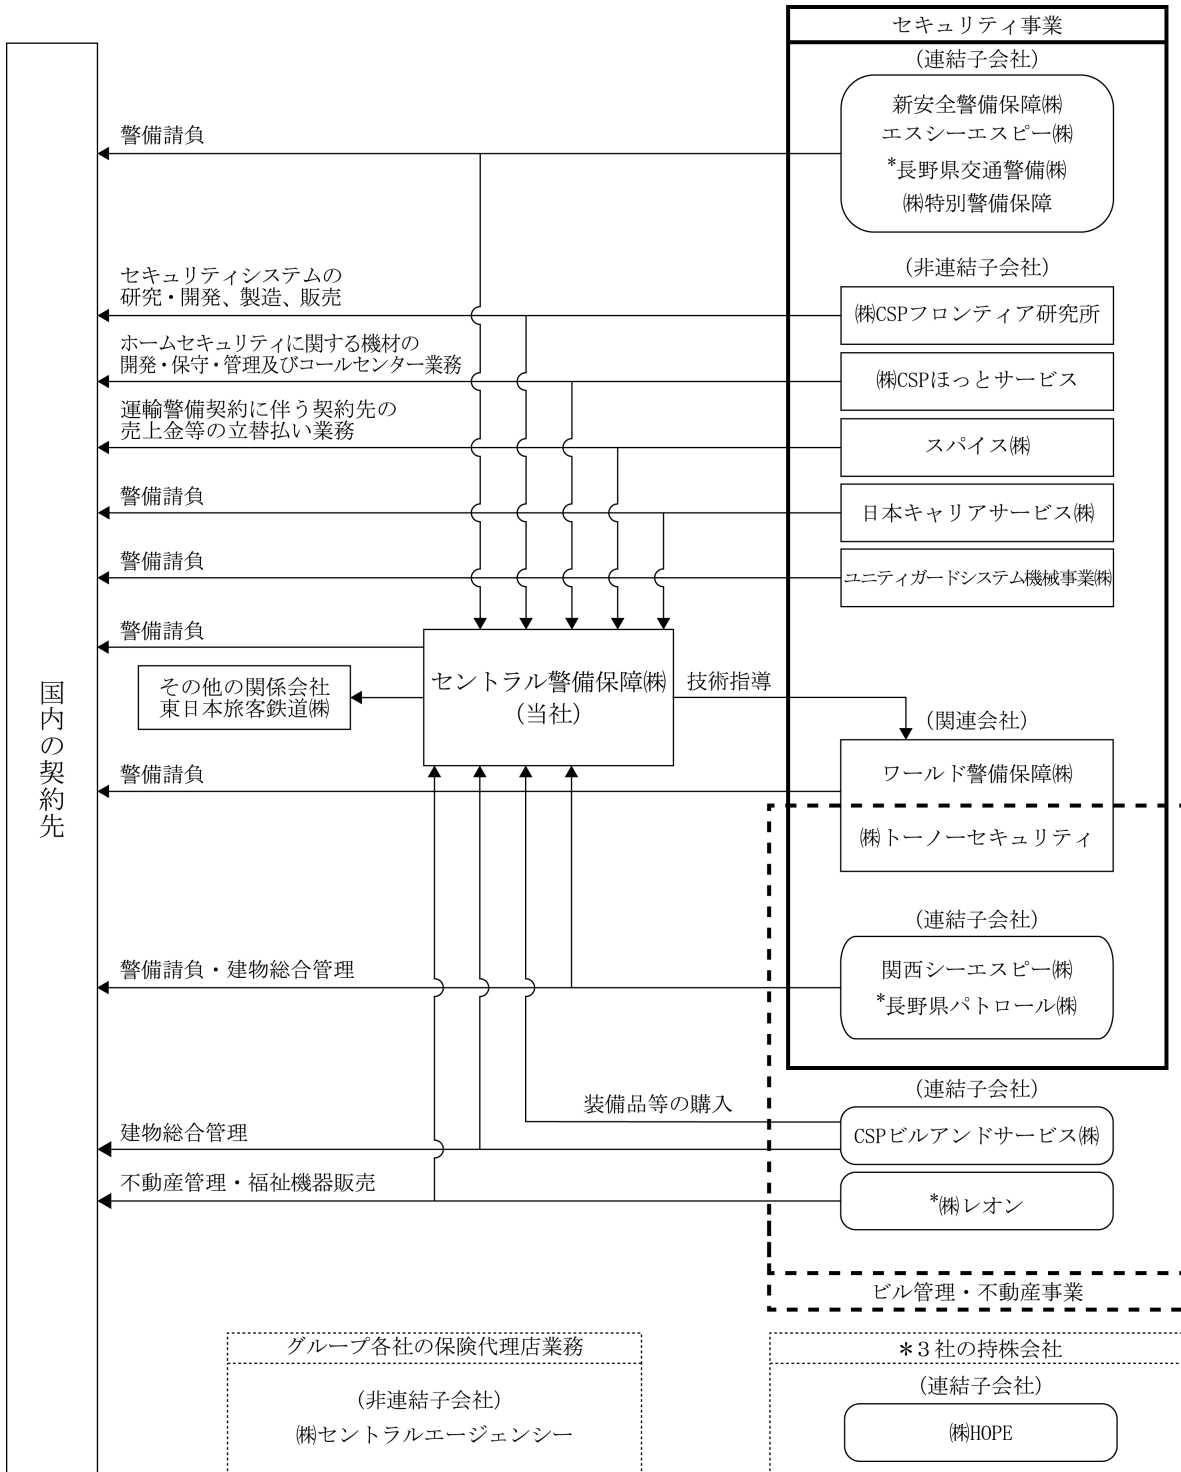 セキュリティ事業
（連結子会社）
新安全警備保障㈱
エスシーエスピー㈱
*長野県交通警備㈱
㈱特別警備保障
警備請負
（非連結子会社）
セキュリティシステムの
研究・開発、製造、販売
㈱CSPフロンティア研究所
ホームセキュリティに関する機材の
開発・保守・管理及びコールセンター業務
㈱CSPほっとサービス
運輸警備契約に伴う契約先の
売上金等の立替払い業務
スパイス㈱
警備請負
日本キャリアサービス㈱
警備請負
ユニティガードシステム機械事業㈱
警備請負
国内の契約先
その他の関係会社
東日本旅客鉄道㈱
セントラル警備保障㈱
（当社）
技術指導
（関連会社）
ワールド警備保障㈱
警備請負
㈱トーノーセキュリティ
（連結子会社）
関西シーエスピー㈱
*長野県パトロール㈱
警備請負・建物総合管理
（連結子会社）
装備品等の購入
CSPビルアンドサービス㈱
建物総合管理
不動産管理・福祉機器販売
*㈱レオン
ビル管理・不動産事業
グループ各社の保険代理店業務
（非連結子会社）
㈱セントラルエージェンシー
＊３社の持株会社
（連結子会社）
㈱HOPE